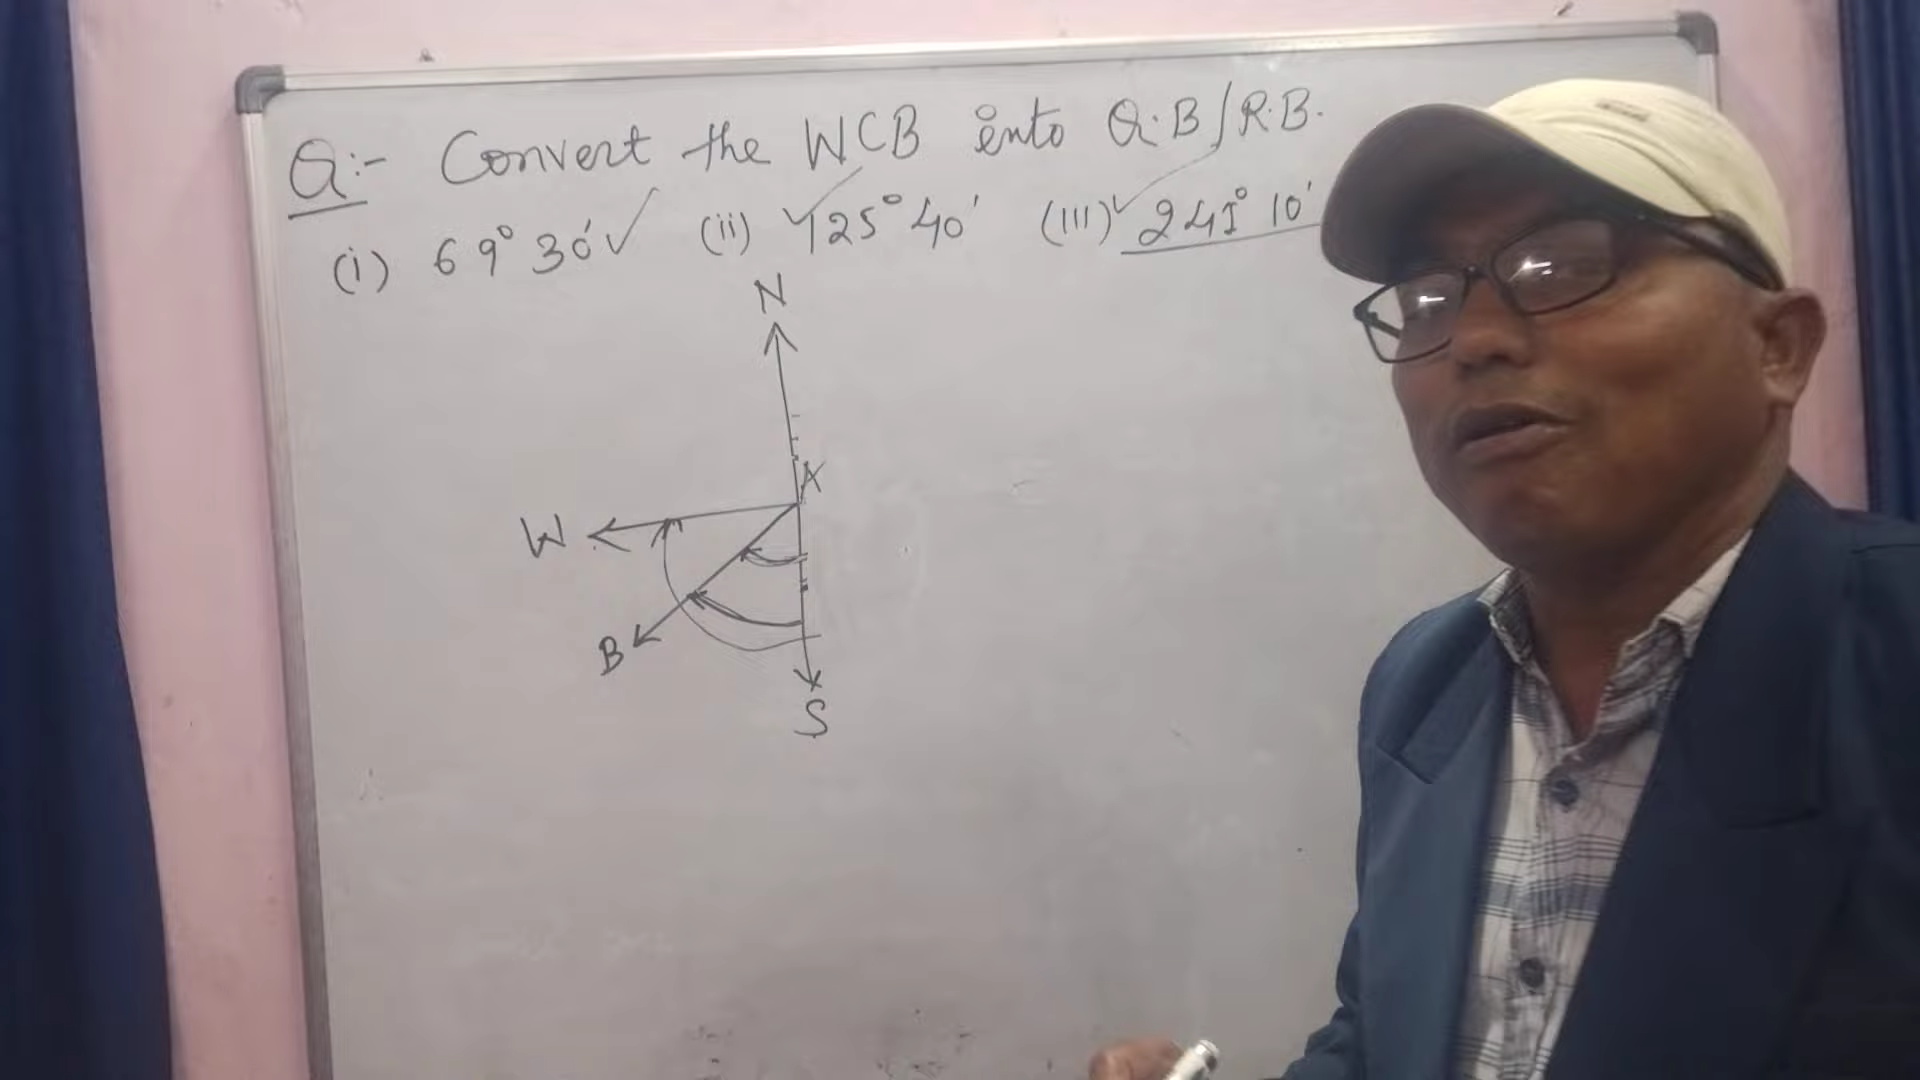 Q:- Convert the WCB into Q.B/R.B.
(i) 69° 30' ✓ (ii) 125° 40' (iii) 241° 10'
N
A
W
B
S